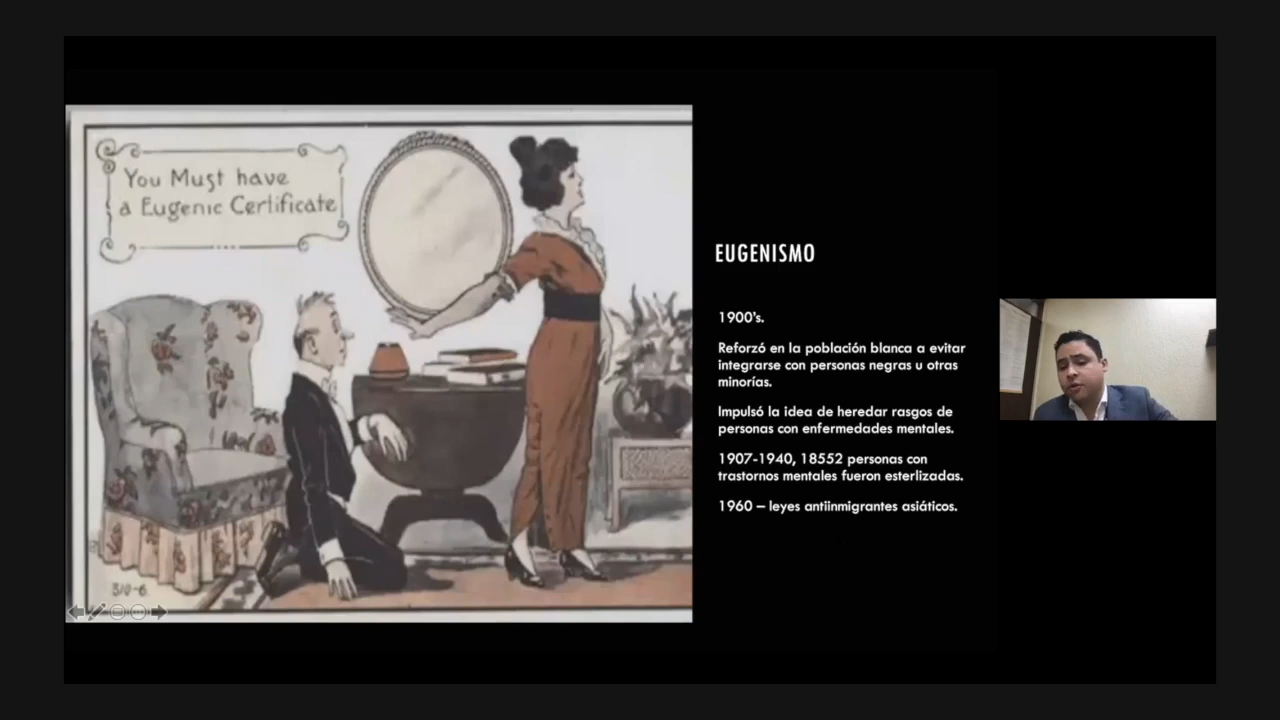 You Must have
a Eugenic Certificate
310-6.
EUGENISMO
1900's.
Reforzó en la población blanca a evitar
integrarse con personas negras u otras
minorías.
Impulsó la idea de heredar rasgos de
personas con enfermedades mentales.
1907-1940, 18552 personas con
trastornos mentales fueron esterlizadas.
1960 – leyes antiinmigrantes asiáticos.